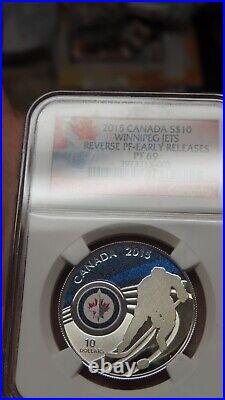 2015 CANADA S$10
WINNIPEG JETS
REVERSE PF-EARLY RELEASES
PF 69
CANADA 2015
10
DOLLARS